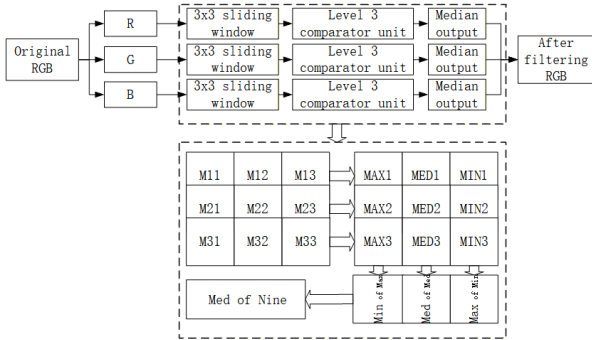 Original
RGB
R
G
B
3x3 sliding
window
Level 3
comparator unit
Median
output
3x3 sliding
window
Level 3
comparator unit
Median
output
3x3 sliding
window
Level 3
comparator unit
Median
output
After
filtering
RGB
M11 M12 M13 MAX1 MED1 MIN1
M21 M22 M23 MAX2 MED2 MIN2
M31 M32 M33 MAX3 MED3 MIN3
Med of Nine
Min of Max
Med of Med
Max of Min